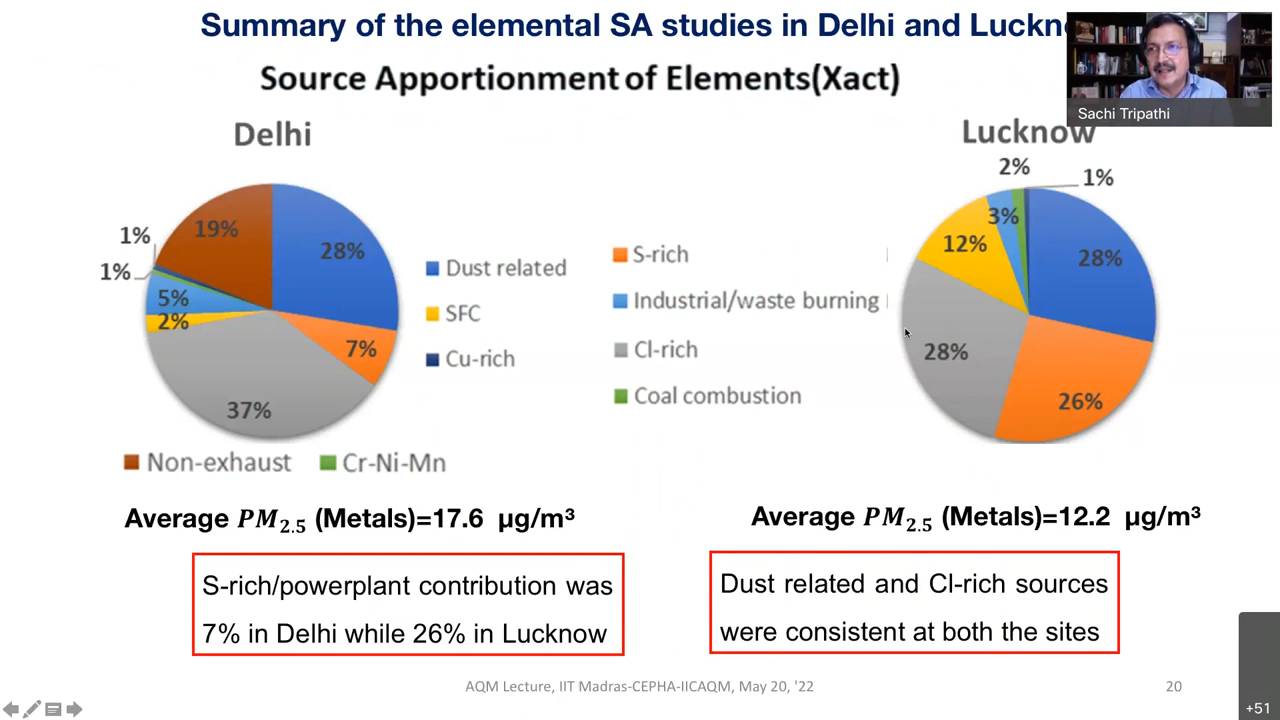 Summary of the elemental SA studies in Delhi and Luckno
Source Apportionment of Elements(Xact)
Sachi Tripathi
Delhi
19%
28%
1%
1%
5%
2%
7%
37%
Dust related
SFC
Cu-rich
Non-exhaust
Cr-Ni-Mn
S-rich
Industrial/waste burning
Cl-rich
Coal combustion
Lucknow
2%
1%
3%
12%
28%
28%
26%
Average PM2.5 (Metals)=17.6 μg/m³
Average PM2.5 (Metals)=12.2 μg/m³
S-rich/powerplant contribution was
7% in Delhi while 26% in Lucknow
Dust related and Cl-rich sources
were consistent at both the sites
AQM Lecture, IIT Madras-CEPHA-IICAQM, May 20, '22
20
+51